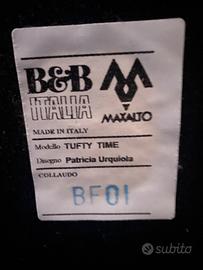 B&B
ITALIA
MAXALTO
MADE IN ITALY
Modello TUFTY TIME
Disegno Patricia Urquiola
COLLAUDO
BF01
subito